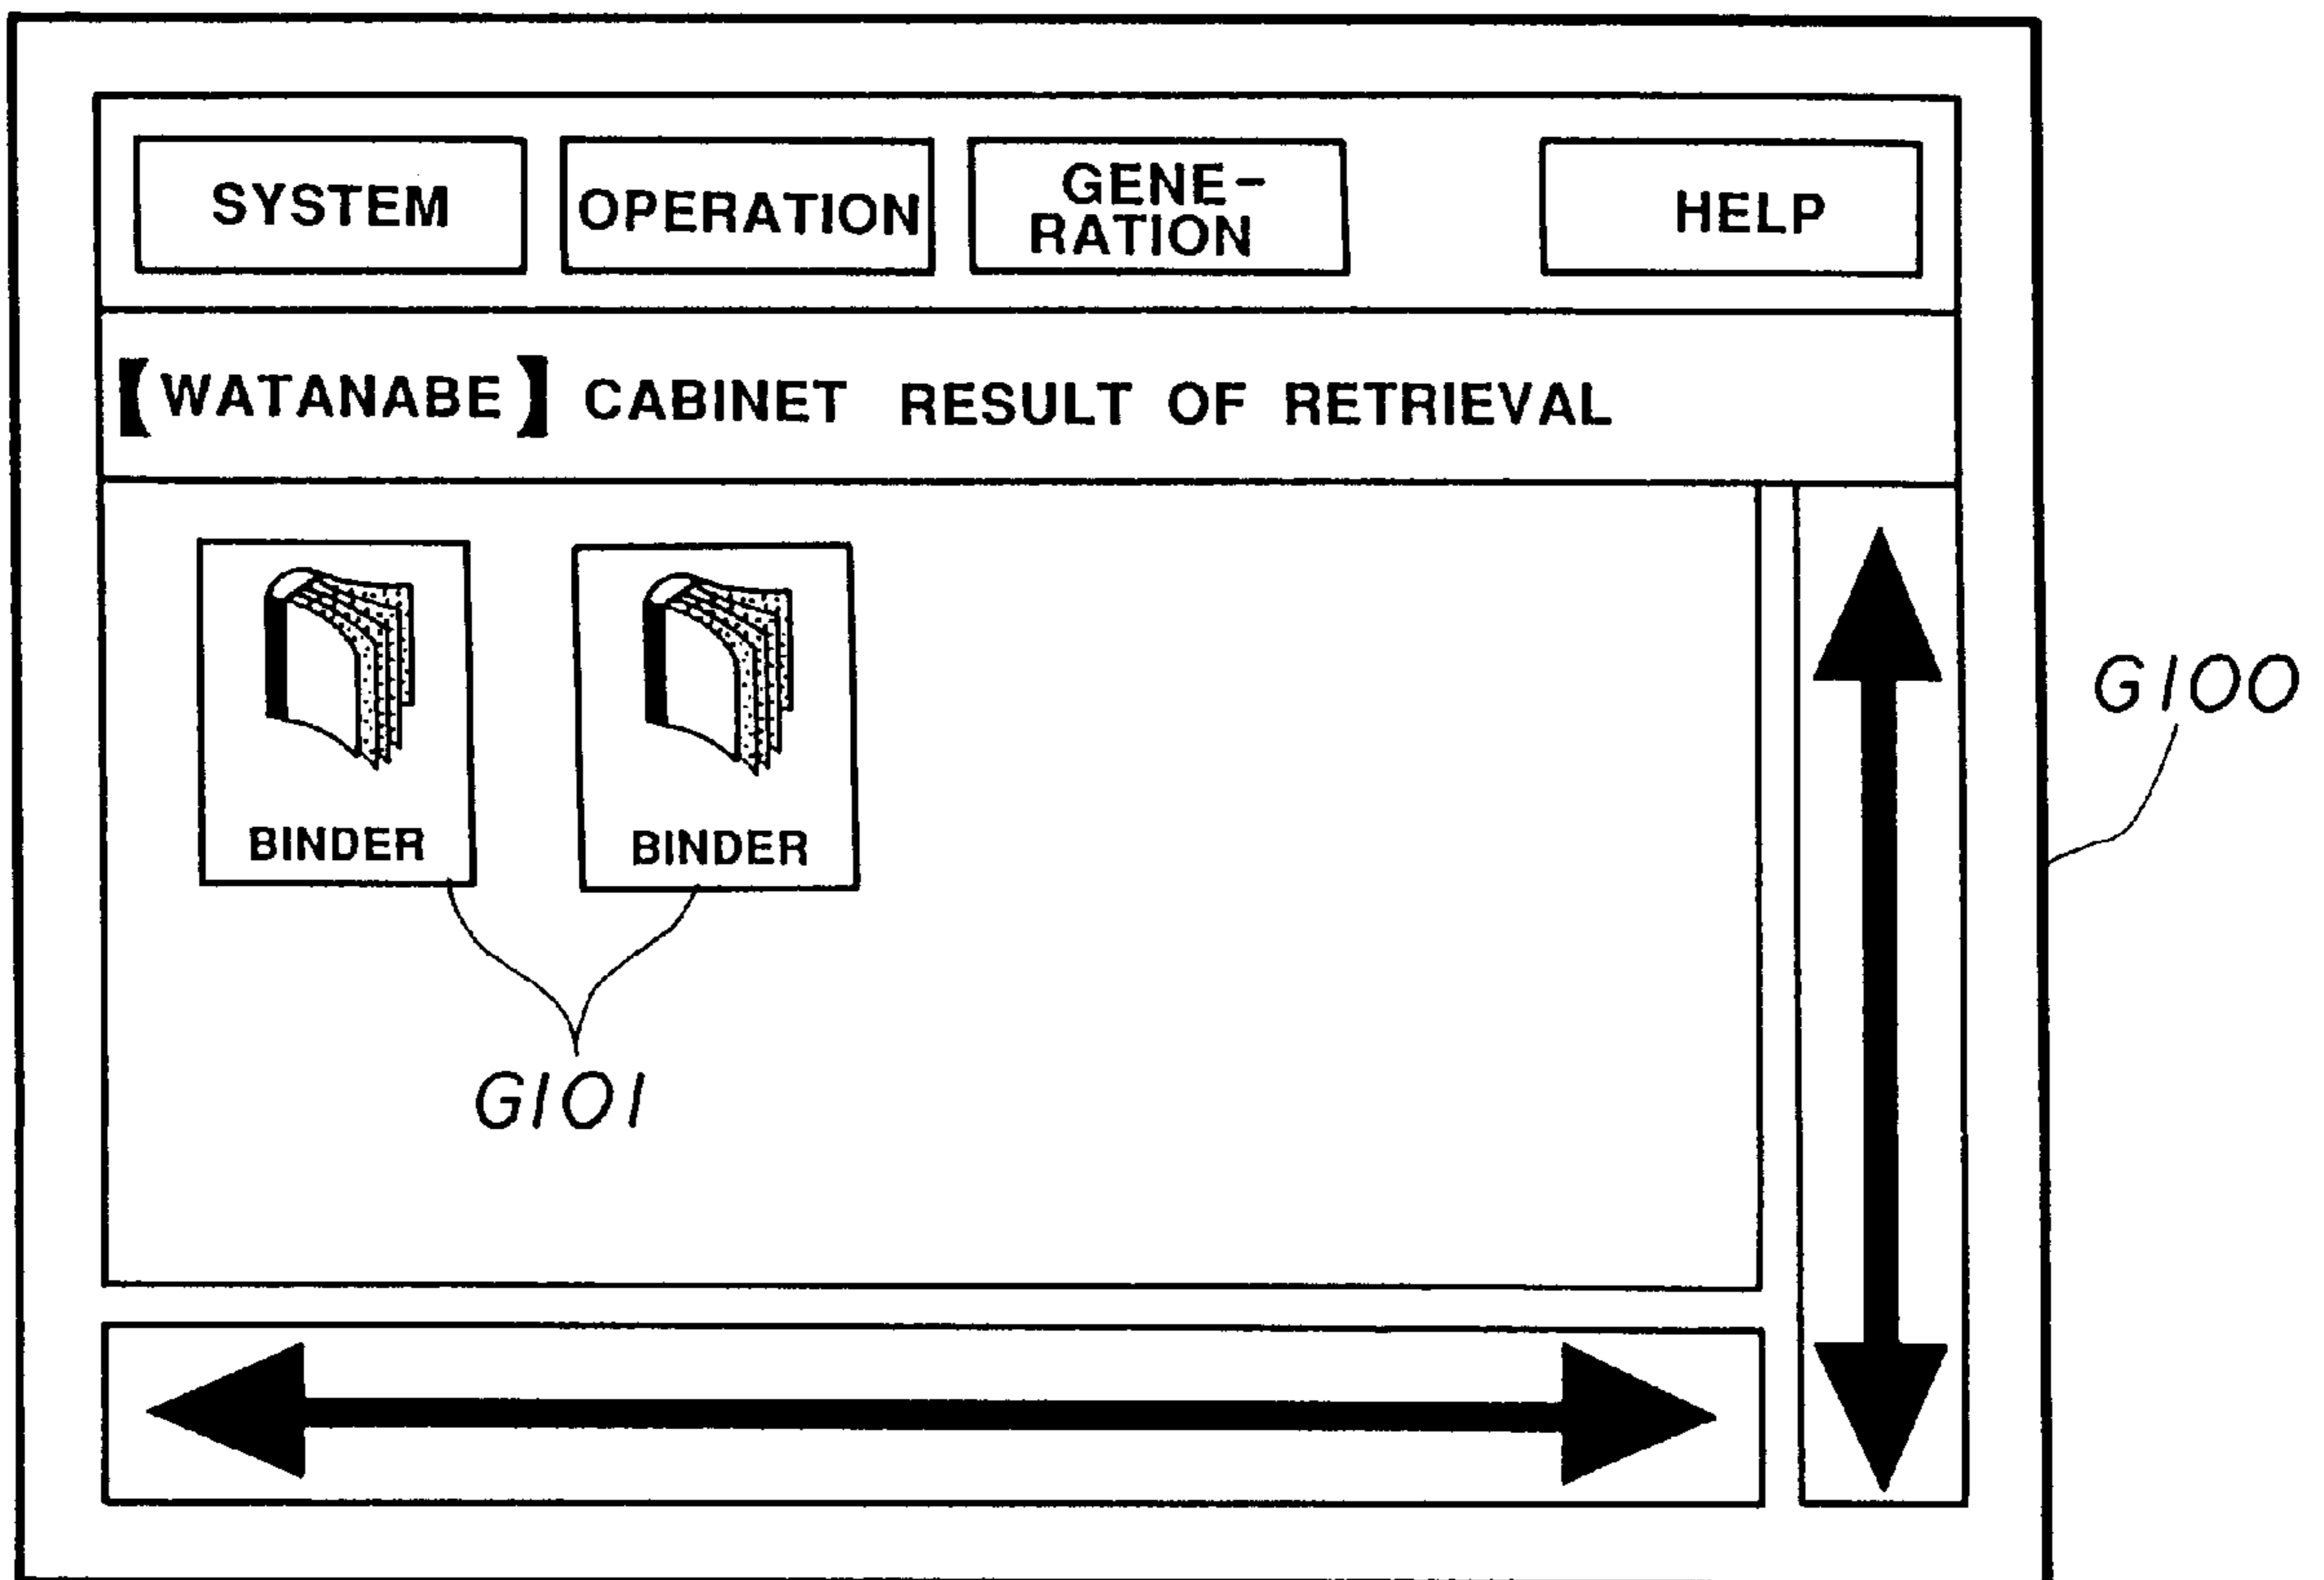 SYSTEM OPERATION GENE-
RATION HELP
【WATANABE】 CABINET RESULT OF RETRIEVAL
BINDER BINDER
G100
G101